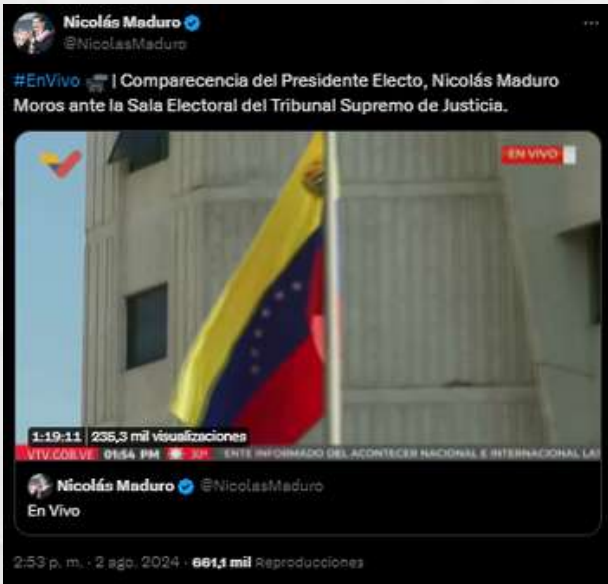 Nicolás Maduro
@NicolasMaduro
#EnVivo | Comparecencia del Presidente Electo, Nicolás Maduro
Moros ante la Sala Electoral del Tribunal Supremo de Justicia.
EN VIVO
1:19:11 235,3 mil visualizaciones
VTV.GOB.VE 01:54 PM 30° ENTE INFORMADO DEL ACONTECER NACIONAL E INTERNACIONAL LAS
Nicolás Maduro @NicolasMaduro
En Vivo
2:53 p. m. · 2 ago. 2024 · 661,1 mil Reproducciones